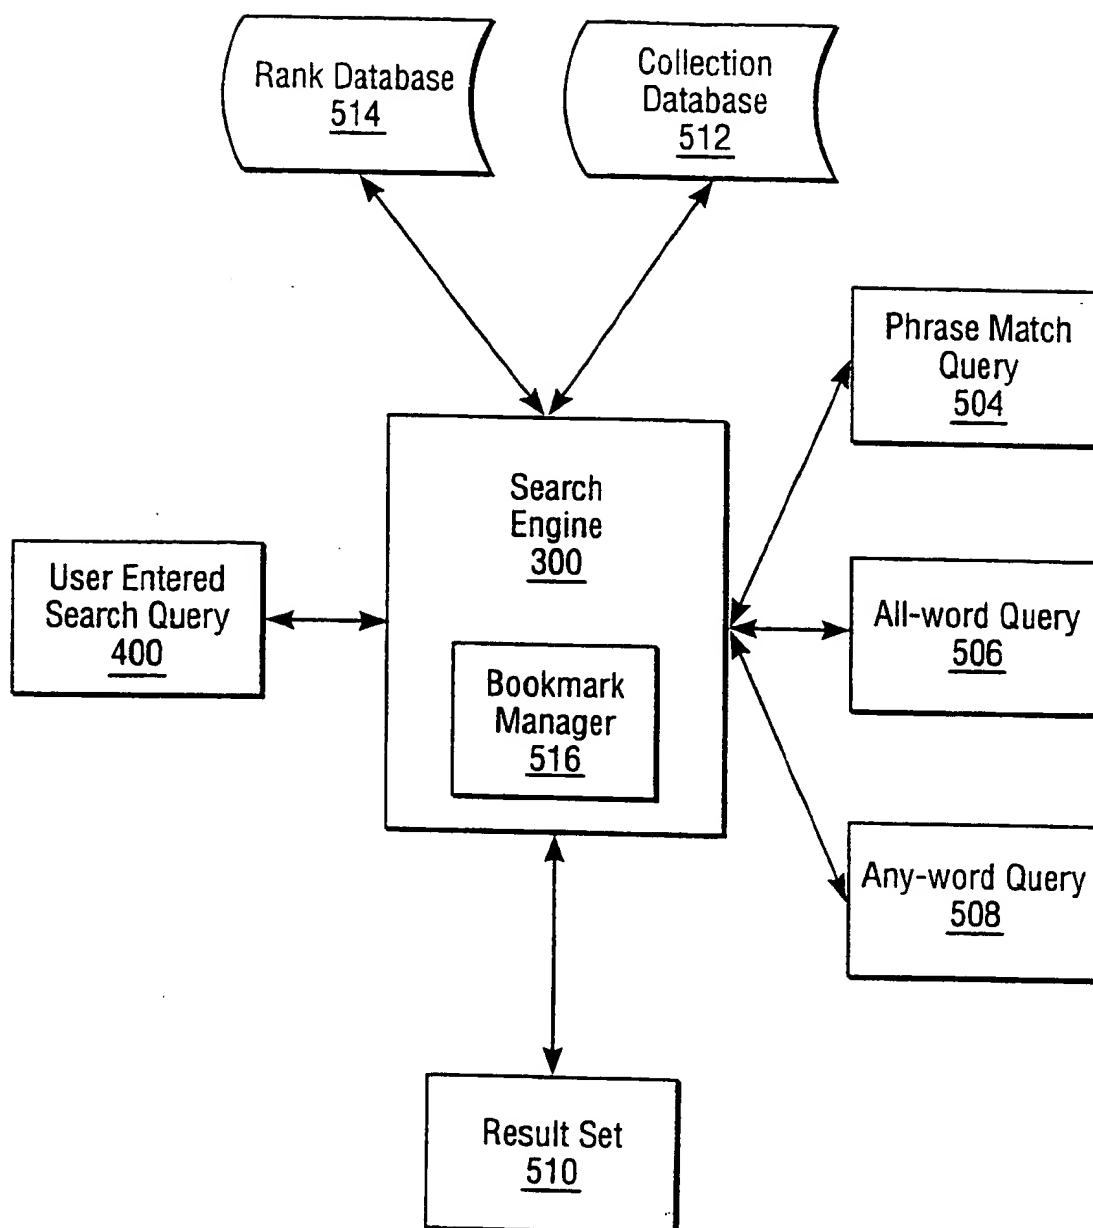 Rank Database
514
Collection
Database
512
Phrase Match
Query
504
Search
Engine
300
User Entered
Search Query
400
All-word Query
506
Bookmark
Manager
516
Any-word Query
508
Result Set
510